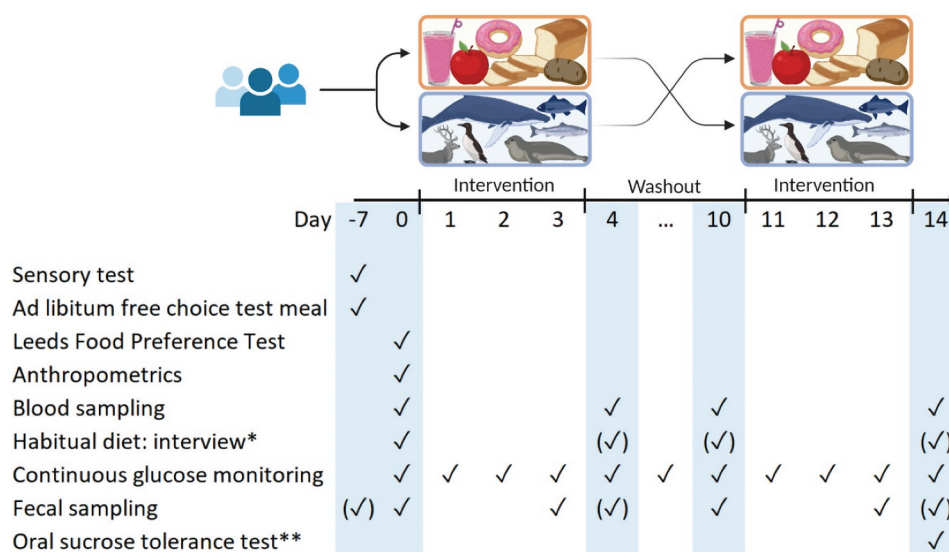 Intervention Washout Intervention
Day -7 0 1 2 3 4 ... 10 11 12 13 14
Sensory test ✓
Ad libitum free choice test meal ✓
Leeds Food Preference Test ✓
Anthropometrics ✓
Blood sampling ✓ ✓ ✓ ✓
Habitual diet: interview* ✓ (✓) (✓) (✓)
Continuous glucose monitoring ✓ ✓ ✓ ✓ ✓ ✓ ✓ ✓ ✓ ✓ ✓
Fecal sampling (✓) ✓ ✓ (✓) ✓ ✓ (✓)
Oral sucrose tolerance test** ✓